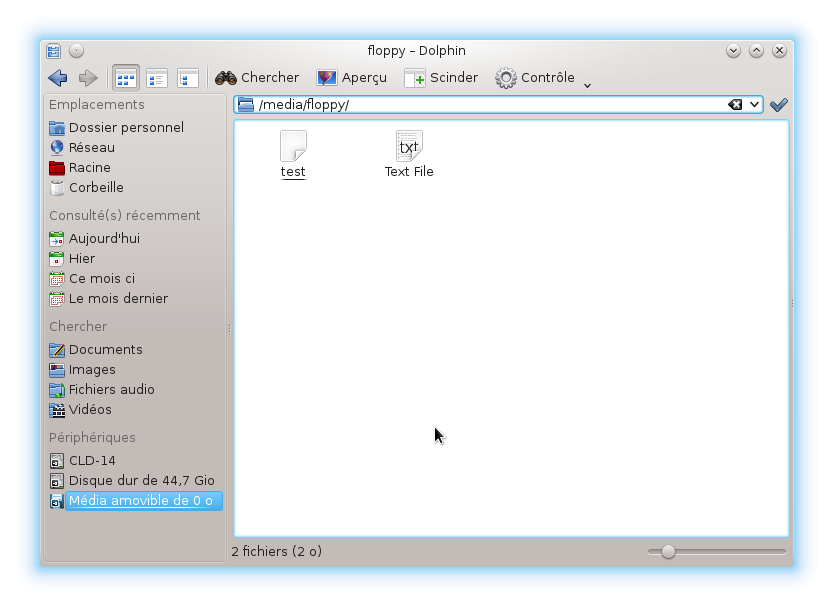 floppy – Dolphin
Chercher Aperçu Scinder Contrôle
Emplacements
Dossier personnel
Réseau
Racine
Corbeille
Consulté(s) récemment
Aujourd'hui
Hier
Ce mois ci
Le mois dernier
Chercher
Documents
Images
Fichiers audio
Vidéos
Périphériques
CLD-14
Disque dur de 44,7 Gio
Média amovible de 0 o
/media/floppy/
txt
test Text File
2 fichiers (2 o)